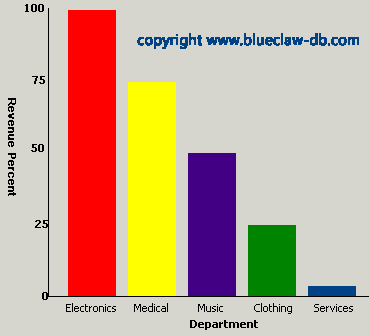 100
copyright www.blueclaw-db.com
75
50
25
0
Revenue Percent
Electronics Medical Music Clothing Services
Department